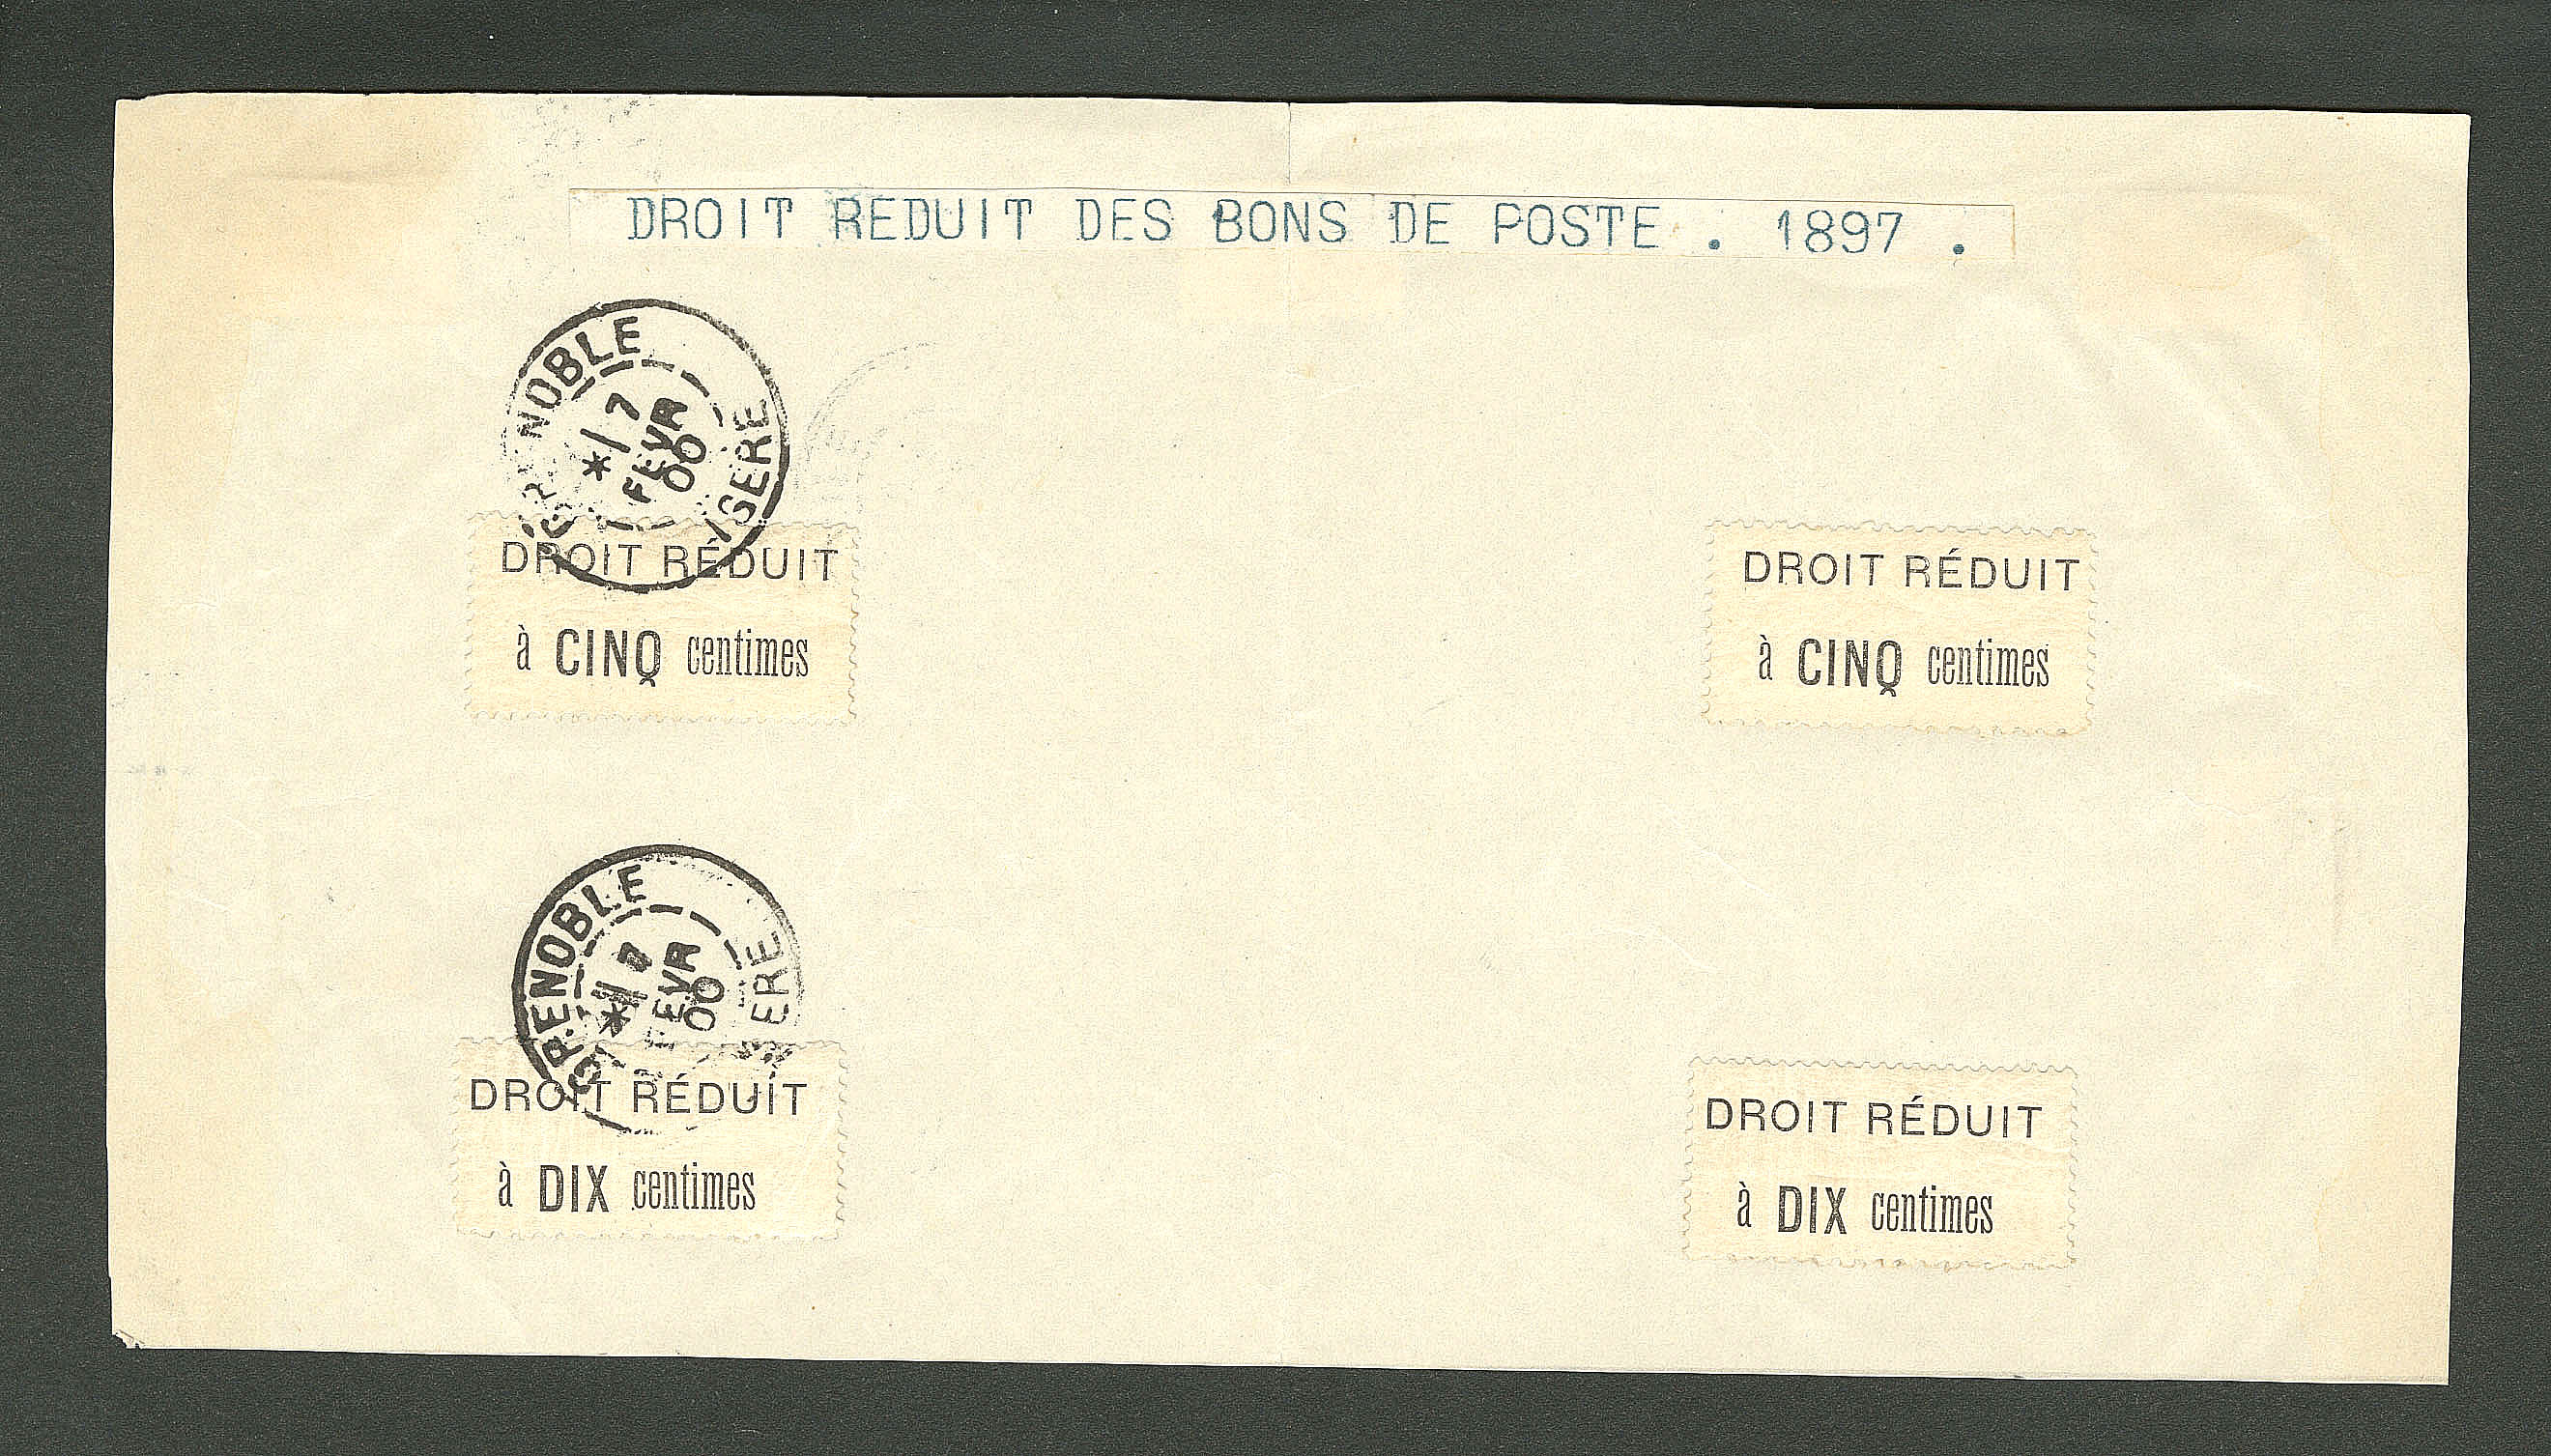 DROIT REDUIT DES BONS DE POSTE . 1897 .
GRENOBLE
* / 7
FEVR
00
ISERE
DROIT RÉDUIT
à CINQ centimes
DROIT RÉDUIT
à CINQ centimes
GRENOBLE
7
FEVR
00
ISERE
DROIT RÉDUIT
à DIX centimes
DROIT RÉDUIT
à DIX centimes